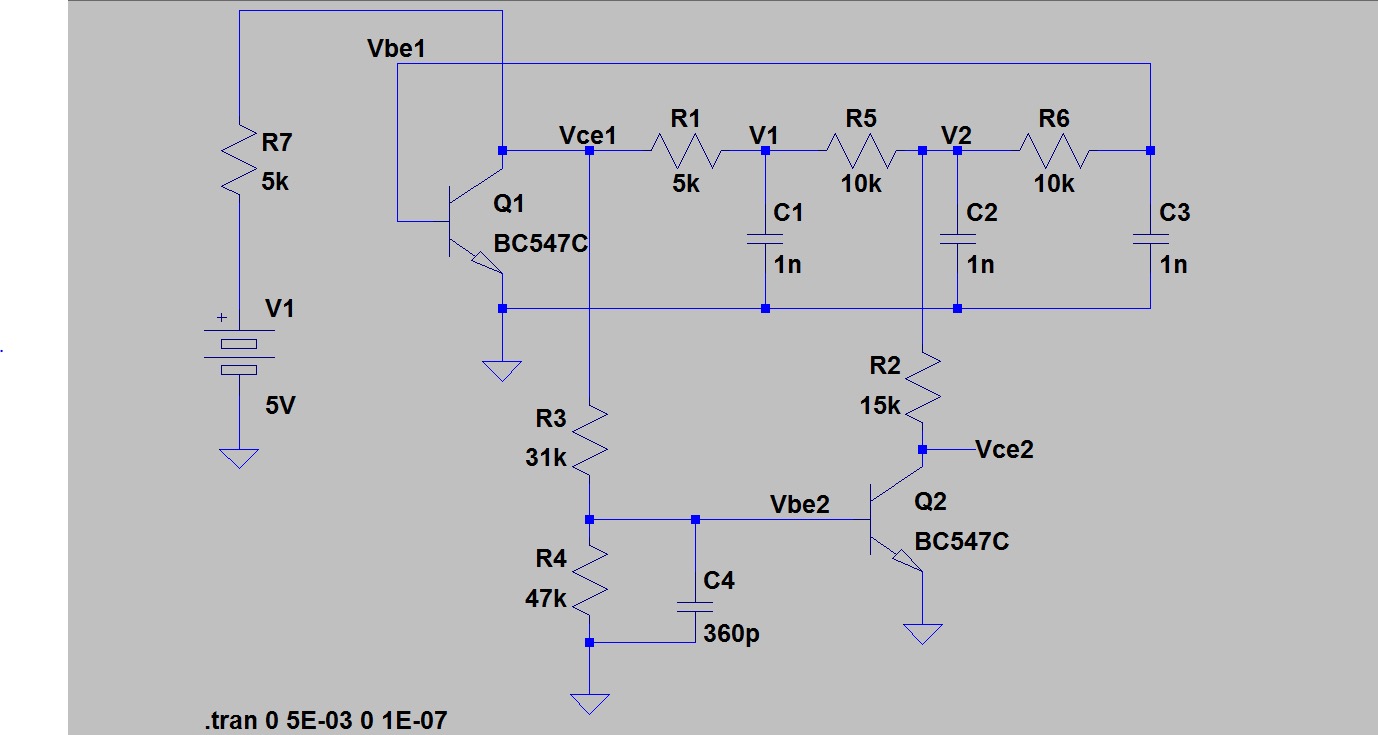 Vbe1
R7
5k
Vce1
R1
5k
V1
R5
10k
V2
R6
10k
Q1
BC547C
C1
1n
C2
1n
C3
1n
+
V1
5V
R2
15k
R3
31k
Vce2
Vbe2
Q2
BC547C
R4
47k
C4
360p
.tran 0 5E-03 0 1E-07